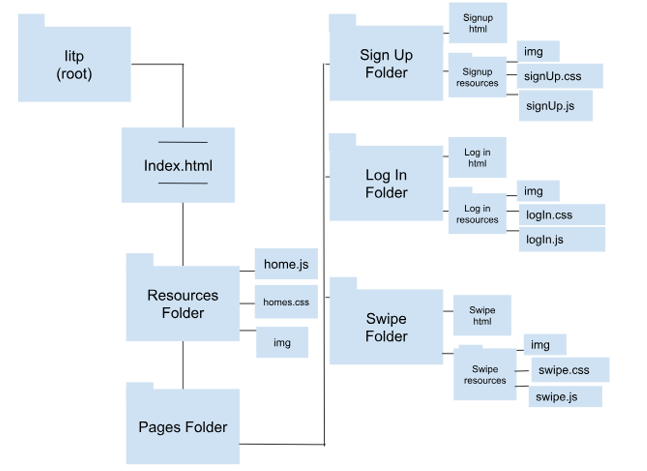 litp
(root)
Index.html
Resources
Folder
home.js
homes.css
img
Pages Folder
Sign Up
Folder
Signup
html
Signup
resources
img
signUp.css
signUp.js
Log In
Folder
Log in
html
Log in
resources
img
logIn.css
logIn.js
Swipe
Folder
Swipe
html
Swipe
resources
img
swipe.css
swipe.js